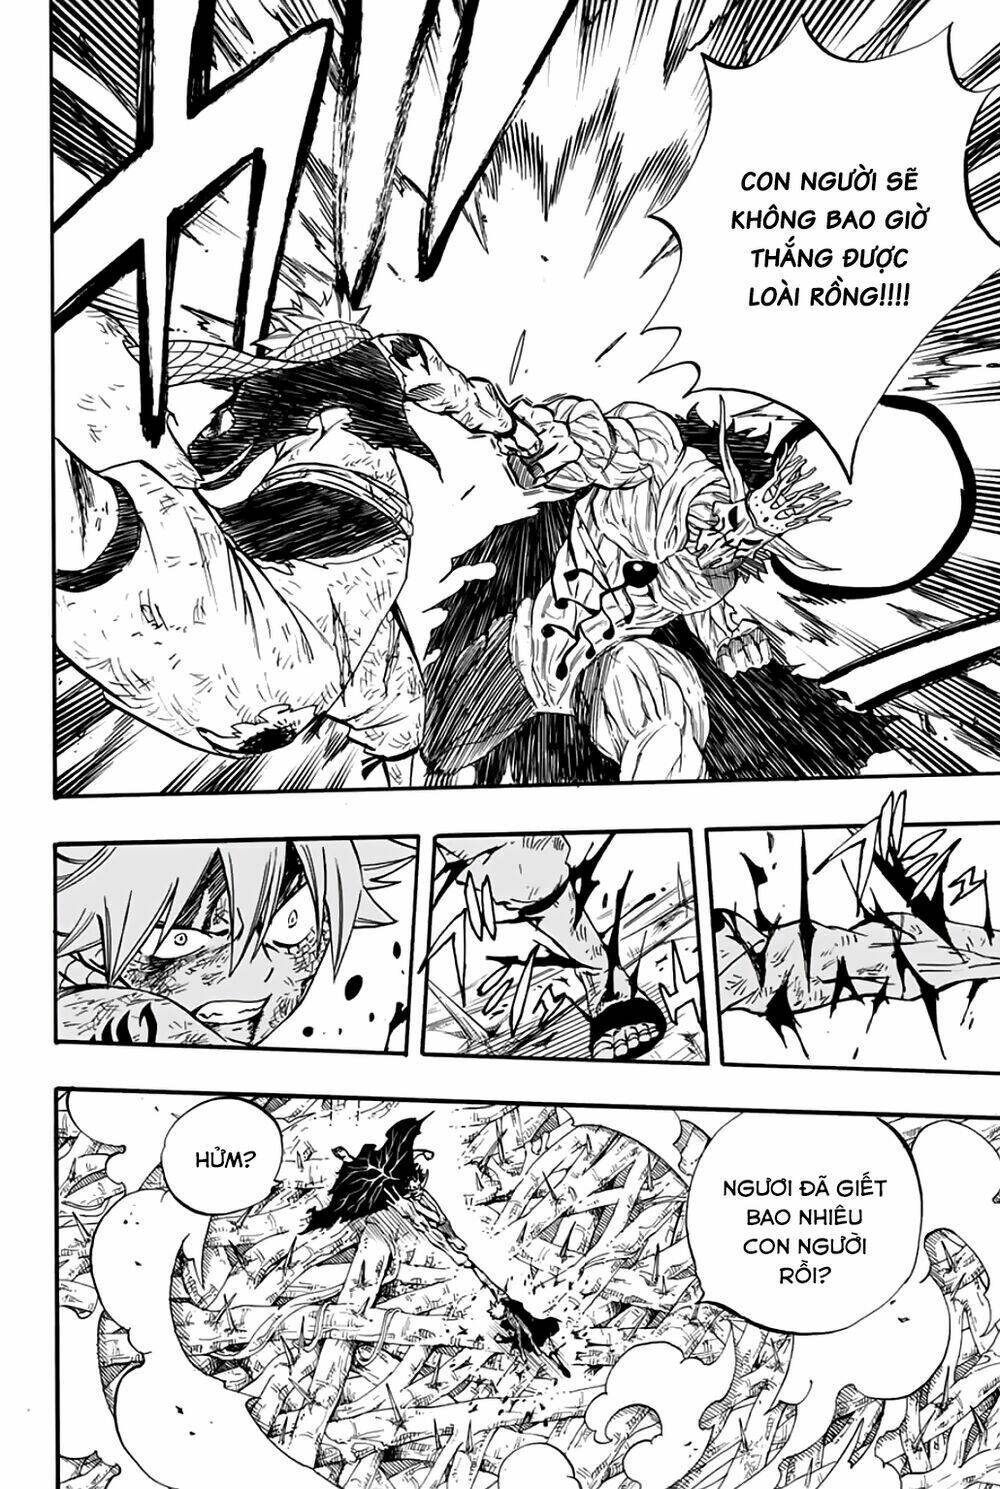 CON NGƯỜI SẼ
KHÔNG BAO GIỜ
THẮNG ĐƯỢC
LOÀI RỒNG!!!!
NGƯƠI ĐÃ GIẾT
BAO NHIÊU
CON NGƯỜI
RỒI?
HỬM?